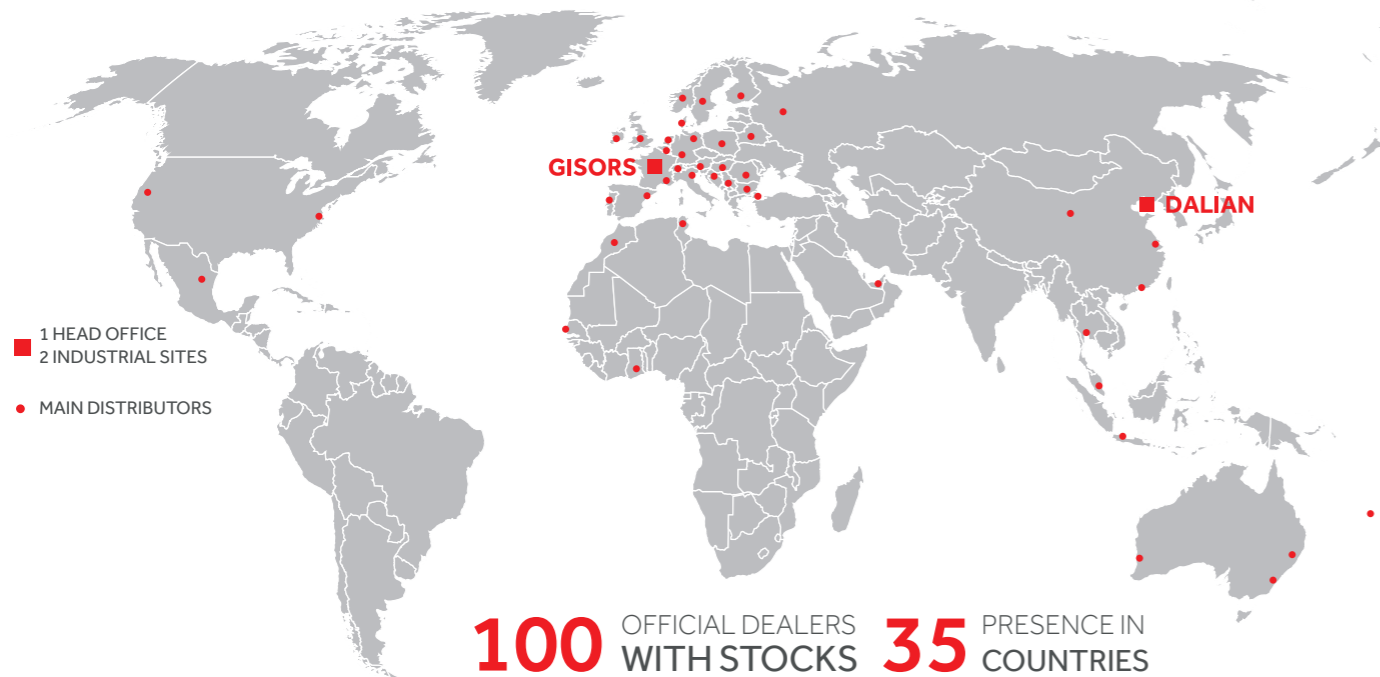 GISORS
DALIAN
1 HEAD OFFICE
2 INDUSTRIAL SITES
MAIN DISTRIBUTORS
100 OFFICIAL DEALERS
WITH STOCKS
35 PRESENCE IN
COUNTRIES